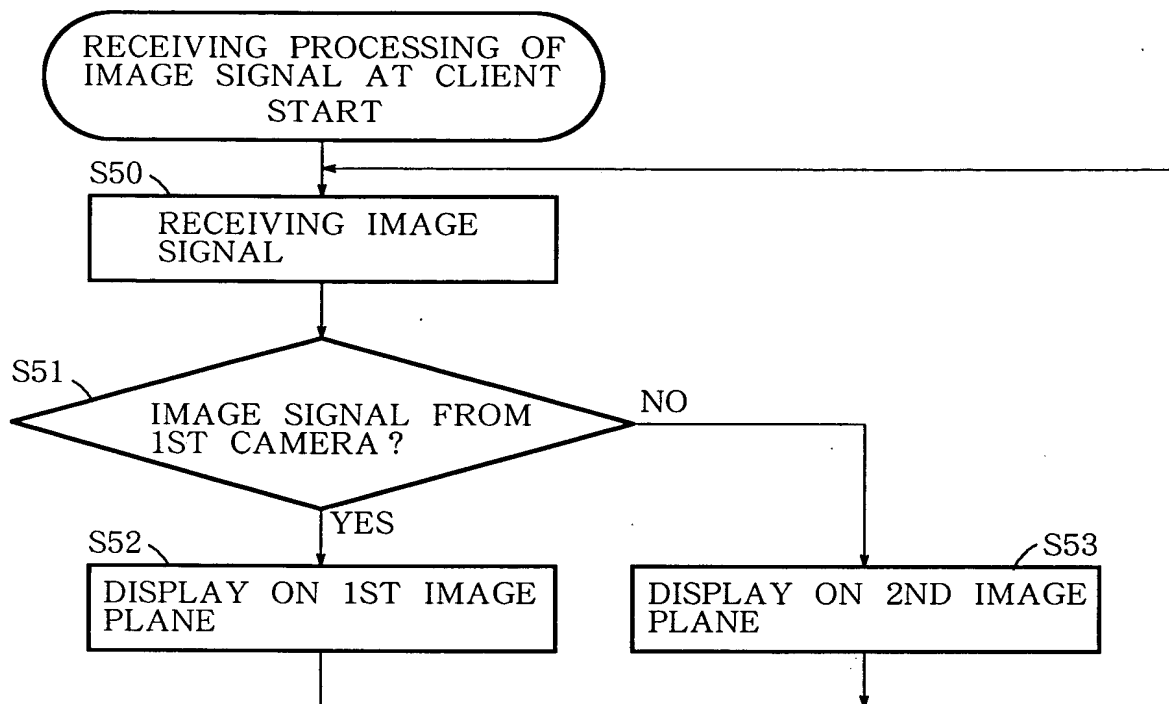 RECEIVING PROCESSING OF
IMAGE SIGNAL AT CLIENT
START
S50
RECEIVING IMAGE
SIGNAL
S51
IMAGE SIGNAL FROM
1ST CAMERA?
NO
YES
S52
DISPLAY ON 1ST IMAGE
PLANE
S53
DISPLAY ON 2ND IMAGE
PLANE